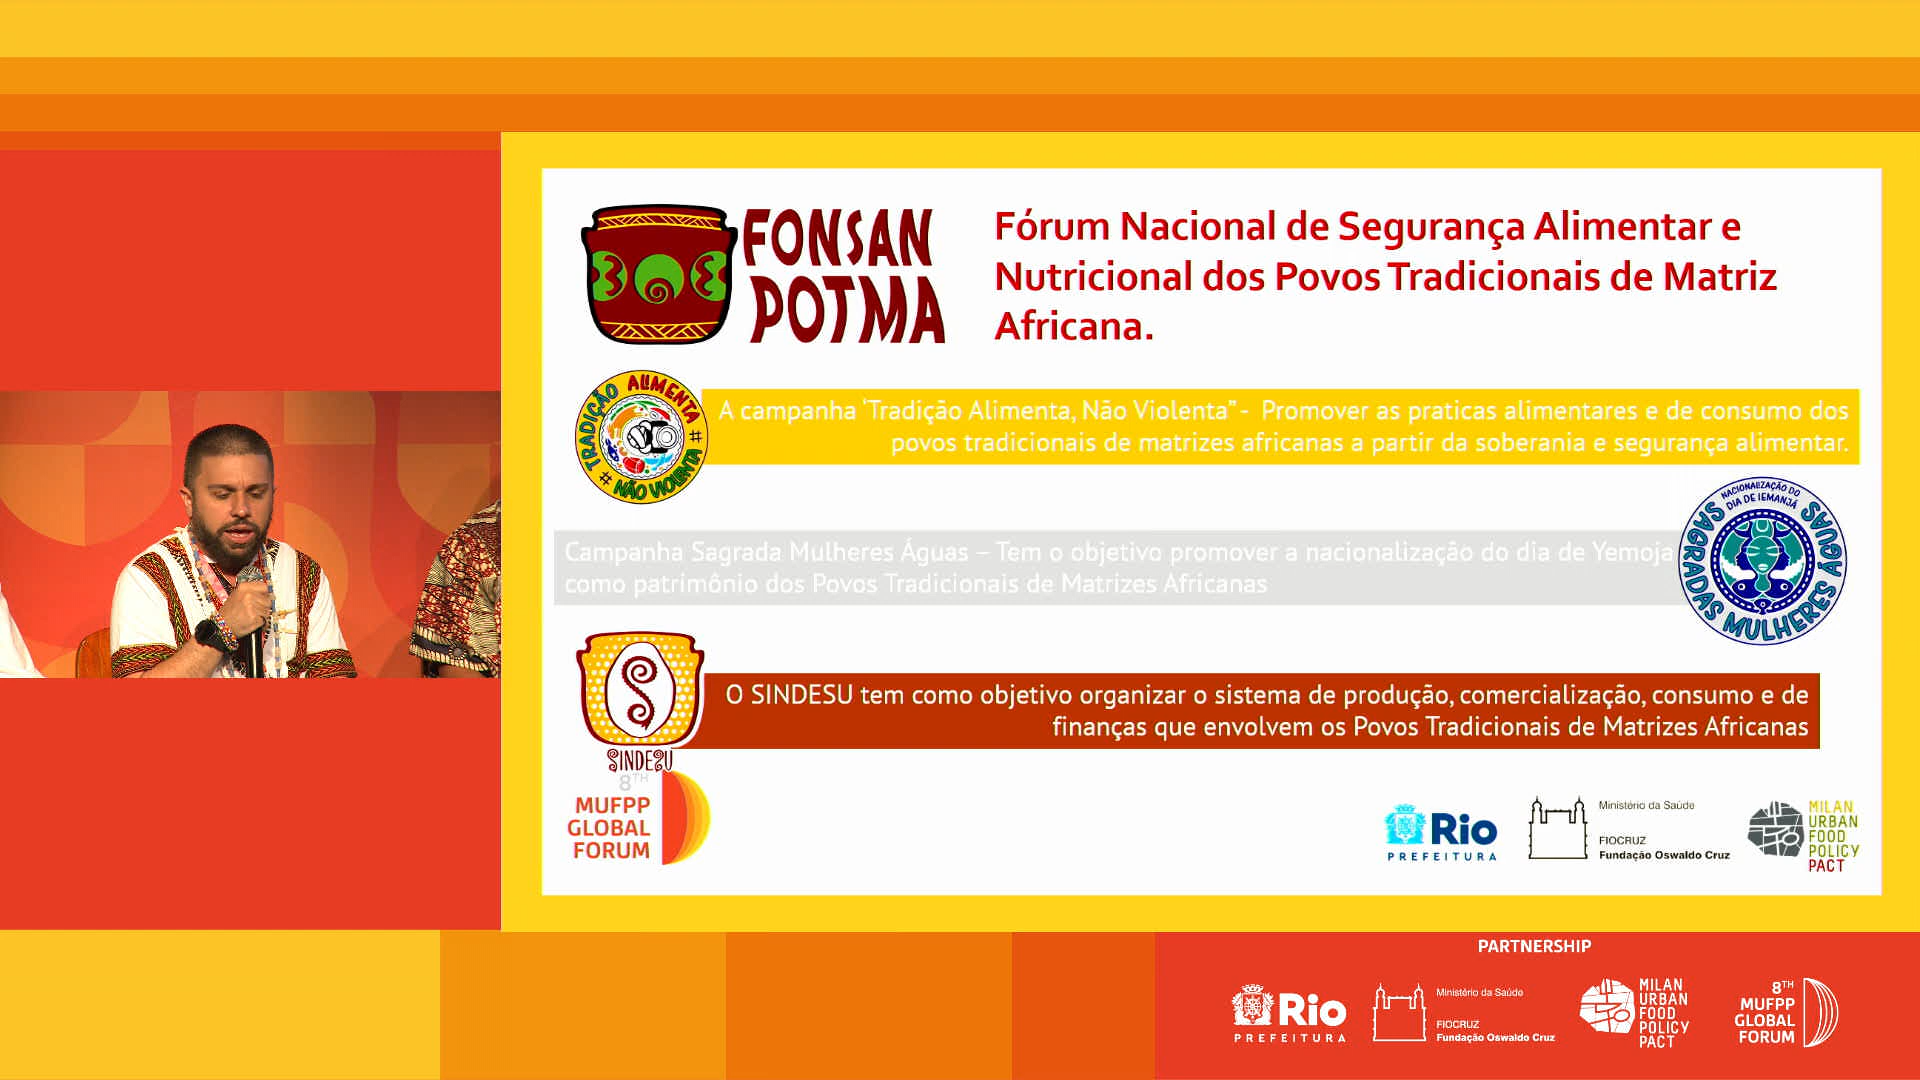 FONSAN
POTMA
Fórum Nacional de Segurança Alimentar e
Nutricional dos Povos Tradicionais de Matriz
Africana.
TRADIÇÃO ALIMENTA
# NÃO VIOLENTA #
A campanha ‘Tradição Alimenta, Não Violenta” - Promover as praticas alimentares e de consumo dos
povos tradicionais de matrizes africanas a partir da soberania e segurança alimentar.
NACIONALIZAÇÃO DO
DIA DE IEMANJÁ
SAGRADAS MULHERES ÁGUAS
Campanha Sagrada Mulheres Águas – Tem o objetivo promover a nacionalização do dia de Yemoja
como patrimônio dos Povos Tradicionais de Matrizes Africanas
SINDESU
O SINDESU tem como objetivo organizar o sistema de produção, comercialização, consumo e de
finanças que envolvem os Povos Tradicionais de Matrizes Africanas
8TH
MUFPP
GLOBAL
FORUM
Rio
PREFEITURA
Ministério da Saúde
FIOCRUZ
Fundação Oswaldo Cruz
MILAN
URBAN
FOOD
POLICY
PACT
PARTNERSHIP
Rio
PREFEITURA
Ministério da Saúde
FIOCRUZ
Fundação Oswaldo Cruz
MILAN
URBAN
FOOD
POLICY
PACT
8TH
MUFPP
GLOBAL
FORUM